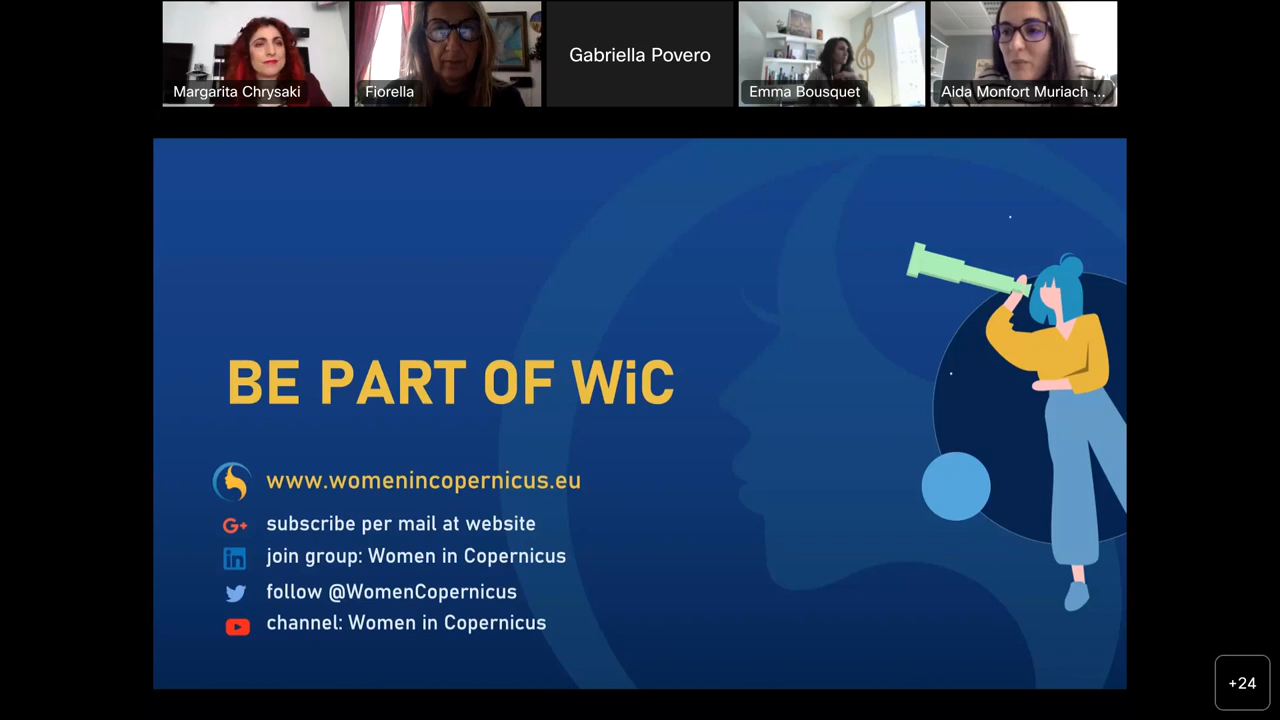 Margarita Chrysaki
Fiorella
Gabriella Povero
Emma Bousquet
Aida Monfort Muriach ...
BE PART OF WiC
www.womenincopernicus.eu
G+ subscribe per mail at website
in join group: Women in Copernicus
follow @WomenCopernicus
channel: Women in Copernicus
+24